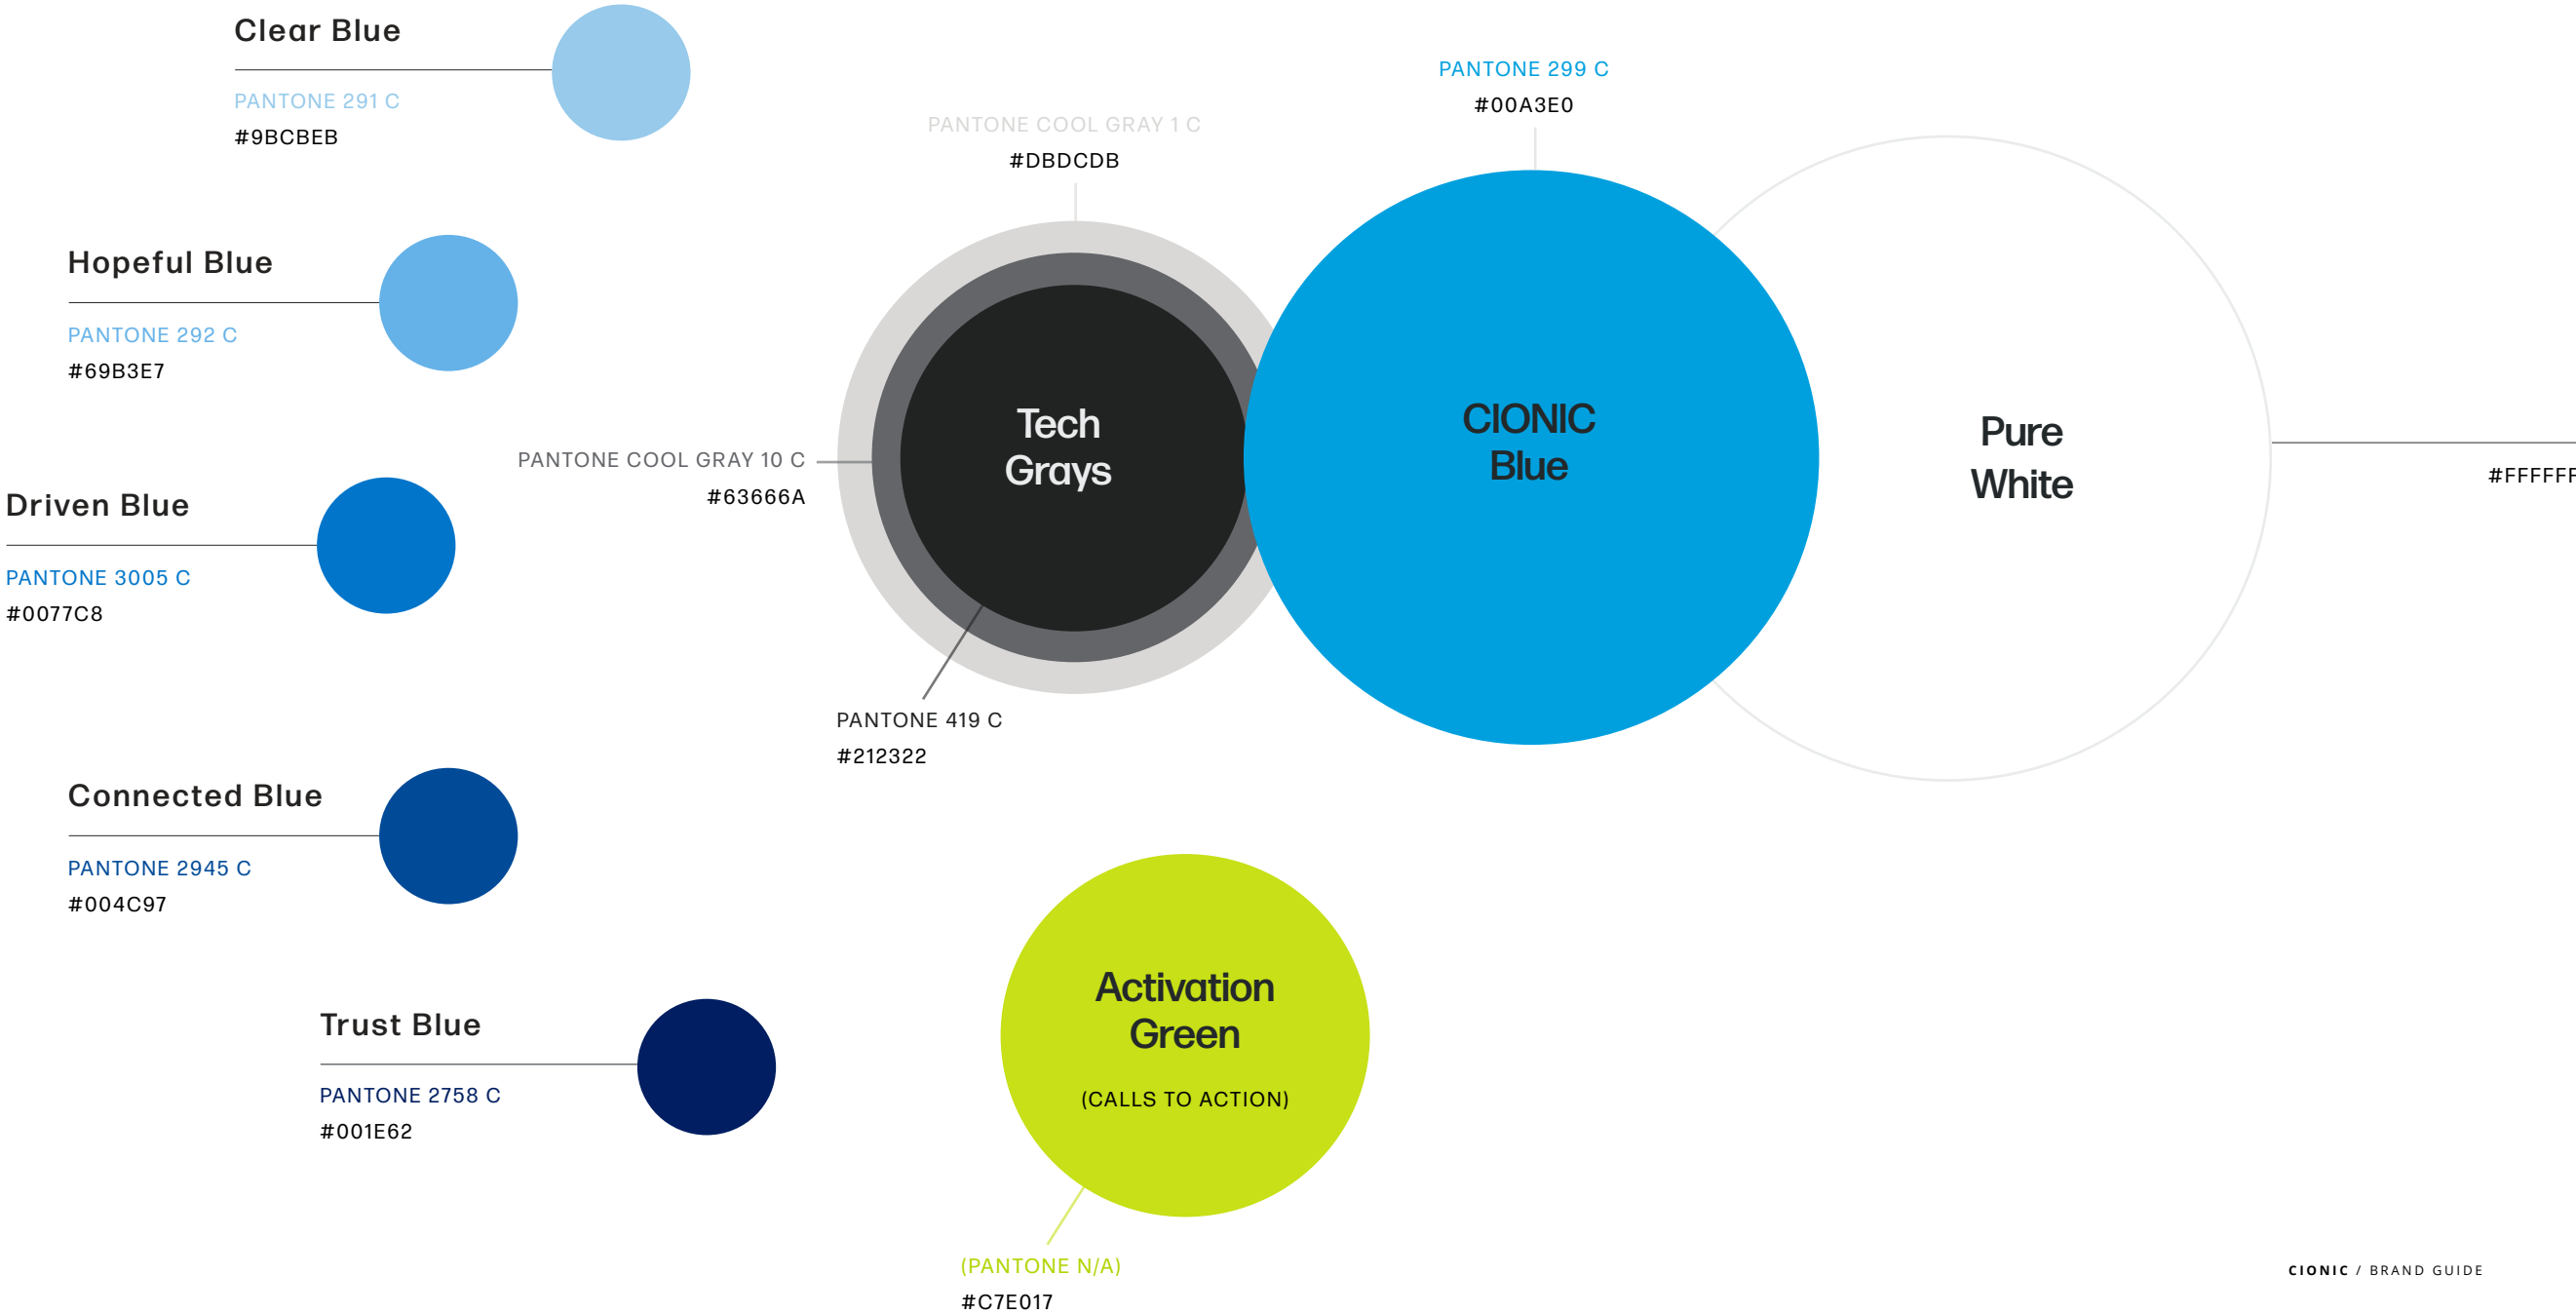 Clear Blue
PANTONE 291 C
#9BCBEB
Hopeful Blue
PANTONE 292 C
#69B3E7
Driven Blue
PANTONE 3005 C
#0077C8
Connected Blue
PANTONE 2945 C
#004C97
Trust Blue
PANTONE 2758 C
#001E62
PANTONE COOL GRAY 1 C
#DBDCDB
PANTONE COOL GRAY 10 C
#63666A
Tech
Grays
PANTONE 419 C
#212322
PANTONE 299 C
#00A3E0
CIONIC
Blue
Pure
White
#FFFFFF
Activation
Green
(CALLS TO ACTION)
(PANTONE N/A)
#C7E017
CIONIC / BRAND GUIDE